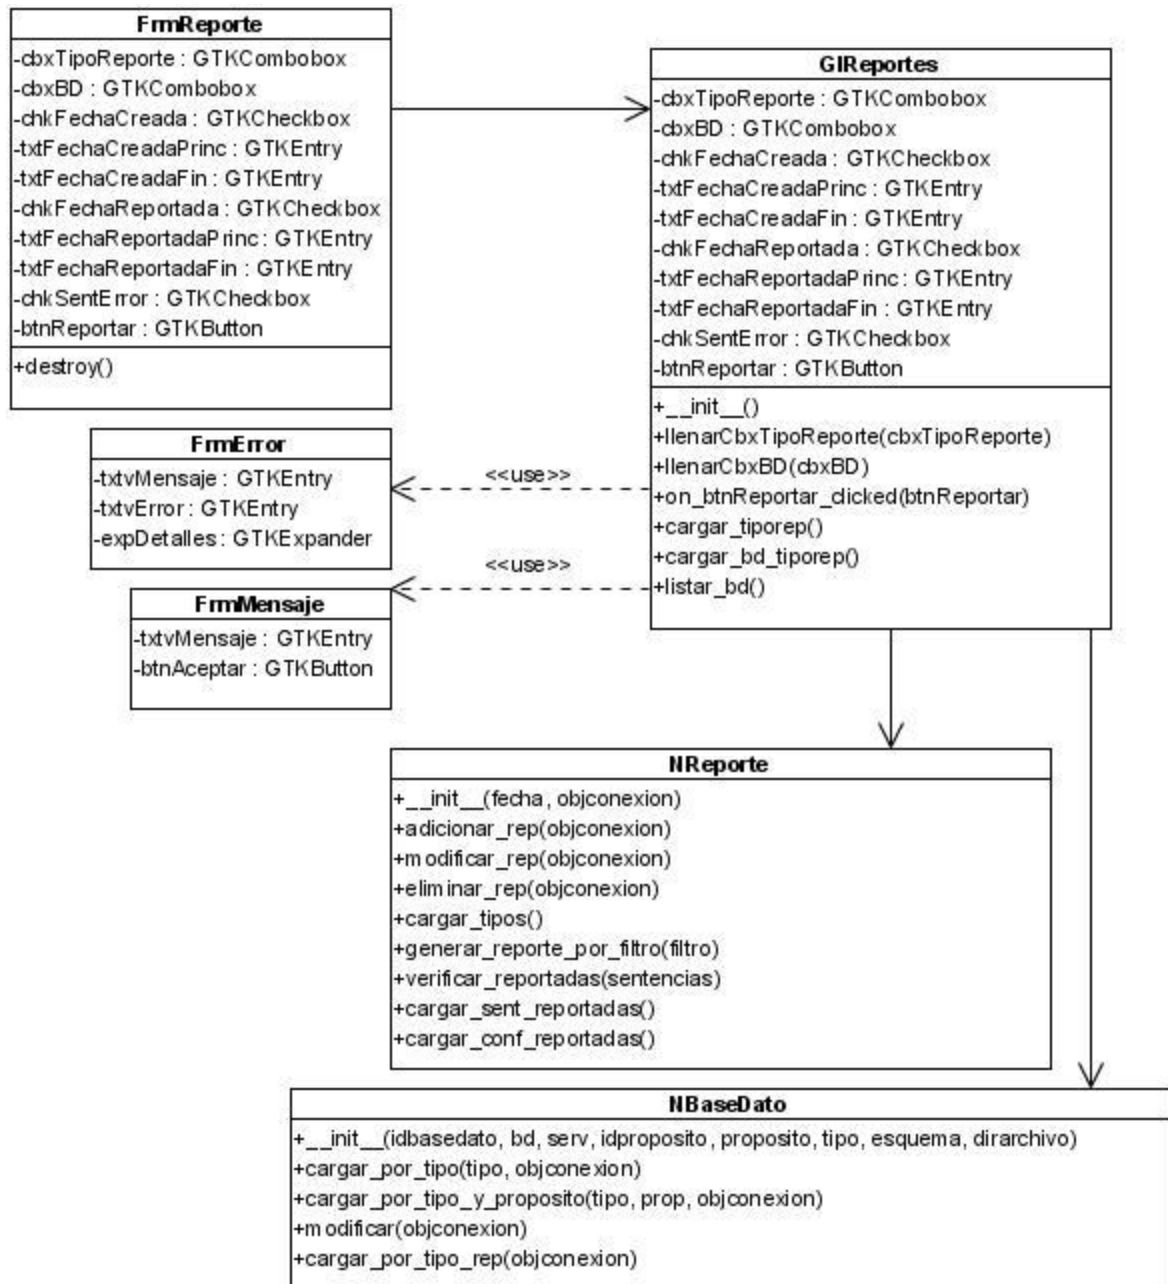 FrmReporte
-cbxTipoReporte : GTKCombobox
-cbxBD : GTKCombobox
-chkFechaCreada : GTKCheckbox
-txtFechaCreadaPrinc : GTKEntry
-txtFechaCreadaFin : GTKEntry
-chkFechaReportada : GTKCheckbox
-txtFechaReportadaPrinc : GTKEntry
-txtFechaReportadaFin : GTKEntry
-chkSentError : GTKCheckbox
-btnReportar : GTKButton
+destroy()
GIReportes
-cbxTipoReporte : GTKCombobox
-cbxBD : GTKCombobox
-chkFechaCreada : GTKCheckbox
-txtFechaCreadaPrinc : GTKEntry
-txtFechaCreadaFin : GTKEntry
-chkFechaReportada : GTKCheckbox
-txtFechaReportadaPrinc : GTKEntry
-txtFechaReportadaFin : GTKEntry
-chkSentError : GTKCheckbox
-btnReportar : GTKButton
+__init__()
+llenarCbxTipoReporte(cbxTipoReporte)
+llenarCbxBD(cbxBD)
+on_btnReportar_clicked(btnReportar)
+cargar_tiporep()
+cargar_bd_tiporep()
+listar_bd()
FrmError
-txtvMensaje : GTKEntry
-txtvError : GTKEntry
-expDetalles : GTKExpander
<<use>>
<<use>>
FrmMensaje
-txtvMensaje : GTKEntry
-btnAceptar : GTKButton
NReporte
+__init__(fecha, objconexion)
+adicionar_rep(objconexion)
+modificar_rep(objconexion)
+eliminar_rep(objconexion)
+cargar_tipos()
+generar_reporte_por_filtro(filtro)
+verificar_reportadas(sentencias)
+cargar_sent_reportadas()
+cargar_conf_reportadas()
NBaseDato
+__init__(idbasedato, bd, serv, idproposito, proposito, tipo, esquema, dirarchivo)
+cargar_por_tipo(tipo, objconexion)
+cargar_por_tipo_y_proposito(tipo, prop, objconexion)
+modificar(objconexion)
+cargar_por_tipo_rep(objconexion)